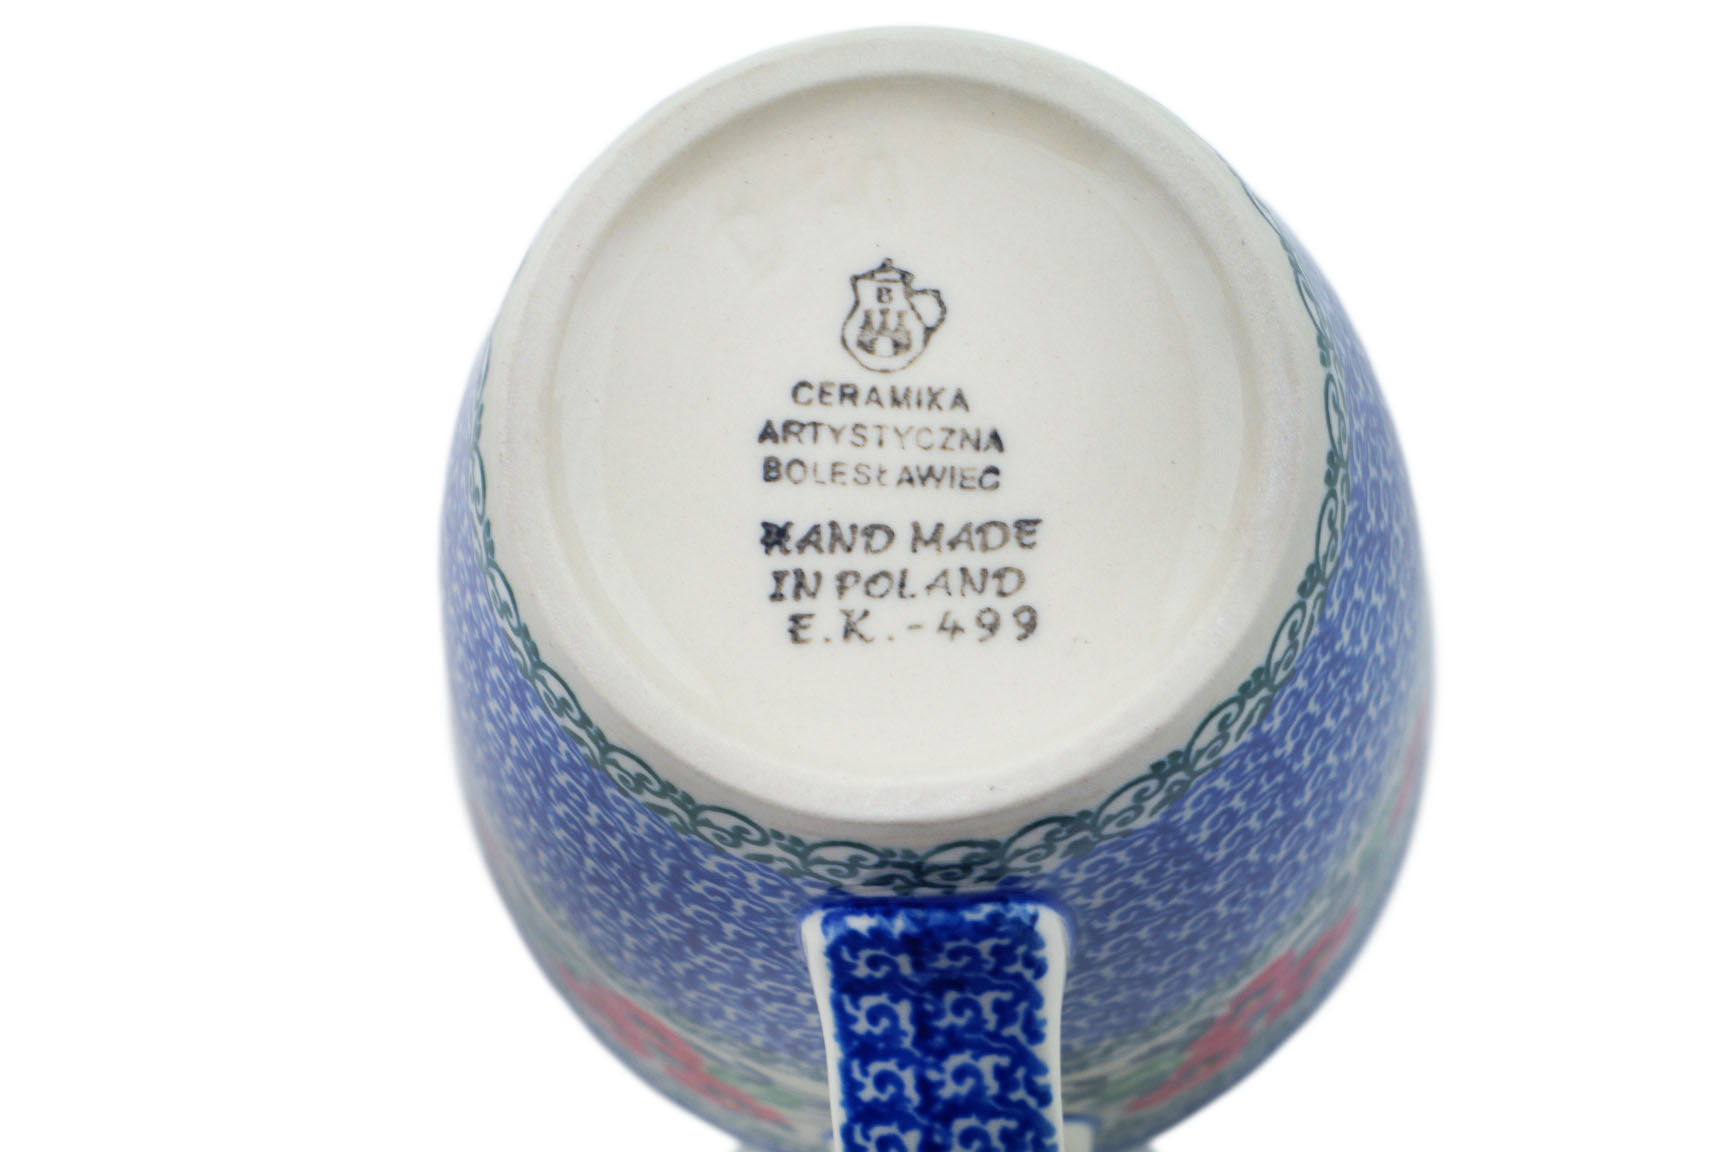 B
CERAMIKA
ARTYSTYCZNA
BOLESŁAWIEC
HAND MADE
IN POLAND
E.K.-499